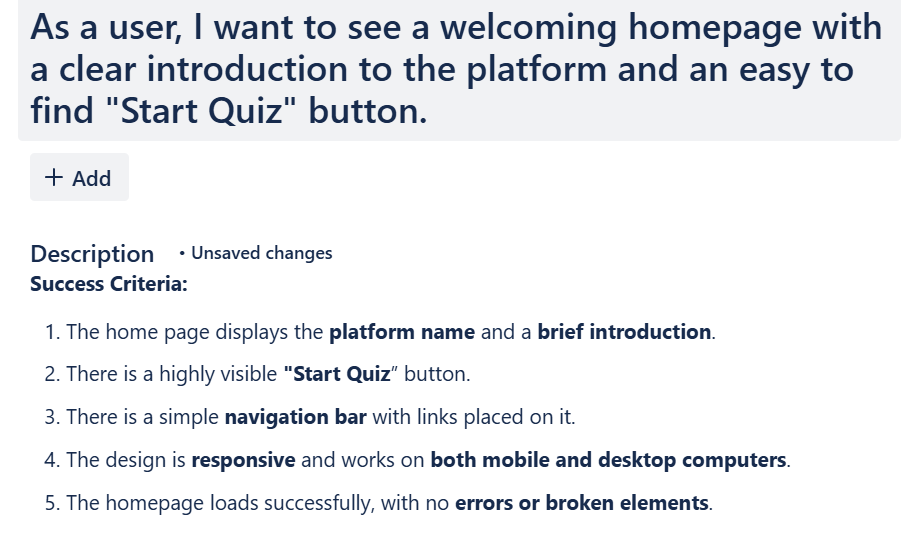 As a user, I want to see a welcoming homepage with
a clear introduction to the platform and an easy to
find "Start Quiz" button.
+ Add
Description • Unsaved changes
Success Criteria:
1. The home page displays the platform name and a brief introduction.
2. There is a highly visible "Start Quiz” button.
3. There is a simple navigation bar with links placed on it.
4. The design is responsive and works on both mobile and desktop computers.
5. The homepage loads successfully, with no errors or broken elements.